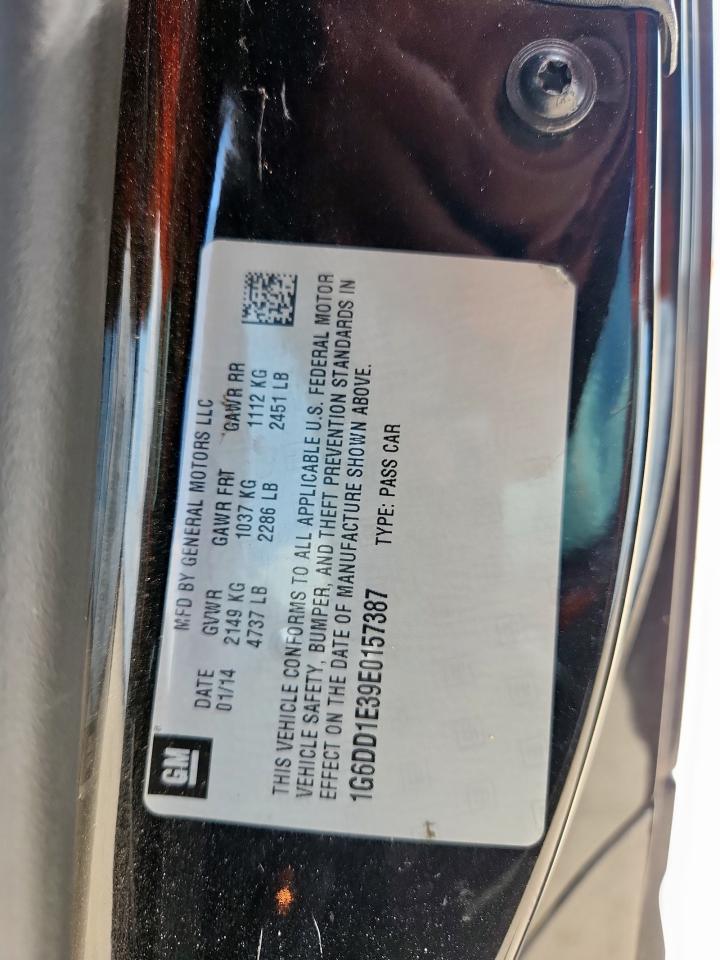 GM
MFD BY GENERAL MOTORS LLC
DATE GVWR GAWR FRT GAWR RR
01/14 2149 KG 1037 KG 1112 KG
4737 LB 2286 LB 2451 LB
THIS VEHICLE CONFORMS TO ALL APPLICABLE U.S. FEDERAL MOTOR
VEHICLE SAFETY, BUMPER, AND THEFT PREVENTION STANDARDS IN
EFFECT ON THE DATE OF MANUFACTURE SHOWN ABOVE.
1G6DD1E39E0157387 TYPE: PASS CAR